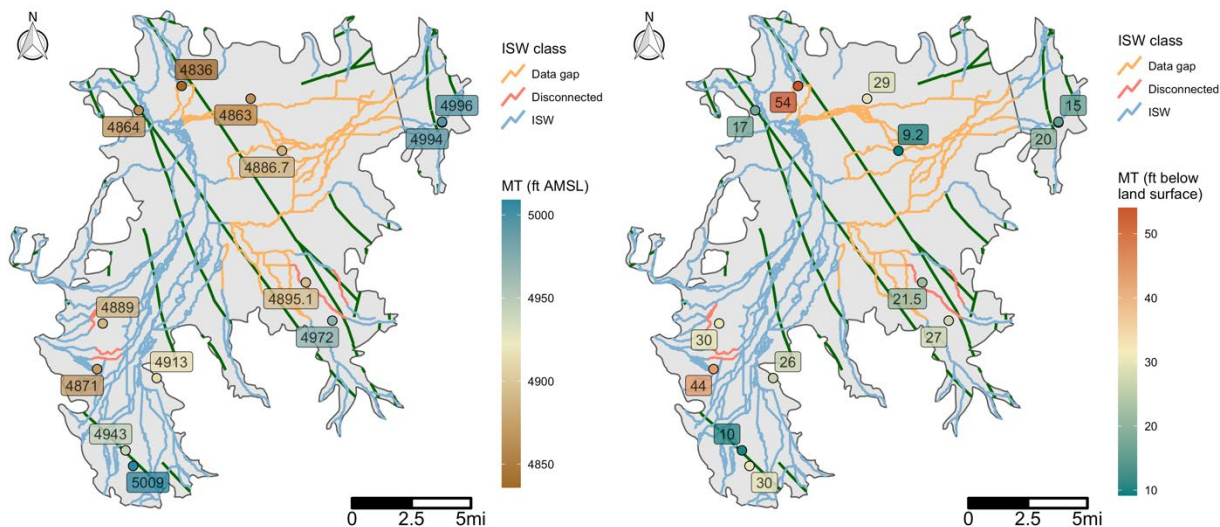 N
4836
4864
4863
4996
4994
4886.7
4895.1
4972
4889
4913
4871
4943
5009
ISW class
Data gap
Disconnected
ISW
MT (ft AMSL)
5000
4950
4900
4850
0
2.5
5mi
N
54
29
17
15
20
9.2
21.5
27
30
26
44
10
30
ISW class
Data gap
Disconnected
ISW
MT (ft below
land surface)
50
40
30
20
10
0
2.5
5mi